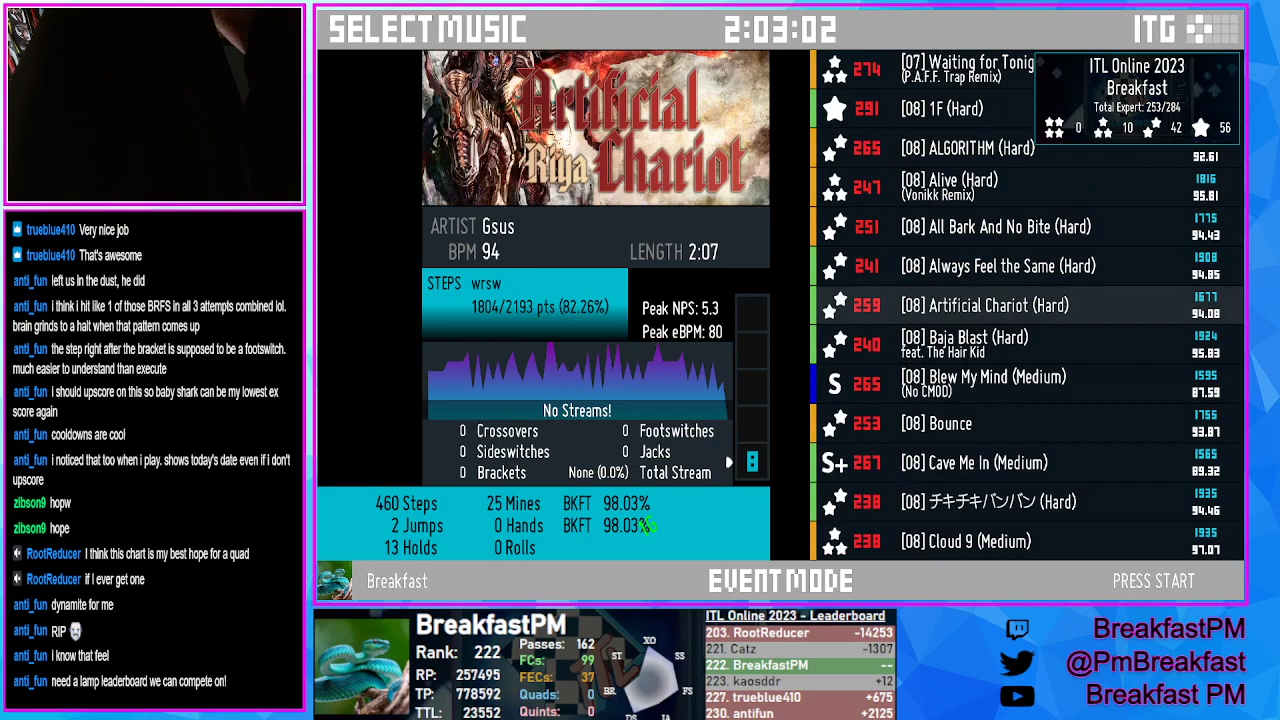 SELECT MUSIC
2:03:02
ITG
trueblue410 Very nice job
trueblue410 That's awesome
anti_fun left us in the dust, he did
anti_fun i think i hit like 1 of those BRFS in all 3 attempts combined lol.
brain grinds to a halt when that pattern comes up
anti_fun the step right after the bracket is supposed to be a footswitch.
much easier to understand than execute
anti_fun i should upscore on this so baby shark can be my lowest ex
score again
anti_fun cooldowns are cool
anti_fun i noticed that too when i play. shows today's date even if i don't
upscore
zibson9 hopw
zibson9 hope
RootReducer I think this chart is my best hope for a quad
RootReducer if I ever get one
anti_fun dynamite for me
anti_fun RIP
anti_fun i know that feel
anti_fun need a lamp leaderboard we can compete on!
Artificial
Chariot
Riya
ARTIST Gsus
BPM 94
LENGTH 2:07
STEPS wrsw
1804/2193 pts (82.26%)
Peak NPS: 5.3
Peak eBPM: 80
No Streams!
0 Crossovers
0 Footswitches
0 Sideswitches
0 Jacks
0 Brackets
None (0.0%) Total Stream
8
460 Steps
25 Mines
BKFT 98.03%
2 Jumps
0 Hands
BKFT 98.03%
13 Holds
0 Rolls
274 [07] Waiting for Tonig
(P.A.F.F. Trap Remix)
291 [08] 1F (Hard)
265 [08] ALGORITHM (Hard)
92.61
247 [08] Alive (Hard)
(Vonikk Remix)
1816
95.81
251 [08] All Bark And No Bite (Hard)
1775
94.43
241 [08] Always Feel the Same (Hard)
1908
94.85
259 [08] Artificial Chariot (Hard)
1677
94.08
240 [08] Baja Blast (Hard)
feat. The Hair Kid
1924
95.83
S 265 [08] Blew My Mind (Medium)
(No CMOD)
1595
87.59
253 [08] Bounce
1755
93.87
S+ 267 [08] Cave Me In (Medium)
1565
89.32
238 [08] チキチキバンバン (Hard)
1935
94.46
238 [08] Cloud 9 (Medium)
1935
97.07
ITL Online 2023
Breakfast
Total Expert: 253/284
0 10 42 56
Breakfast
EVENT MODE
PRESS START
BreakfastPM
Rank: 222
RP: 257495
TP: 778592
TTL: 23552
Passes: 162
FCs: 99
FECs: 37
Quads: 0
Quints: 0
XO
ST
SS
BR
FS
DS
JA
ITL Online 2023 - Leaderboard
203. RootReducer -14253
221. Catz -1307
222. BreakfastPM --
223. kaosddr +12
227. trueblue410 +675
230. antifun +2125
BreakfastPM
@PmBreakfast
Breakfast PM